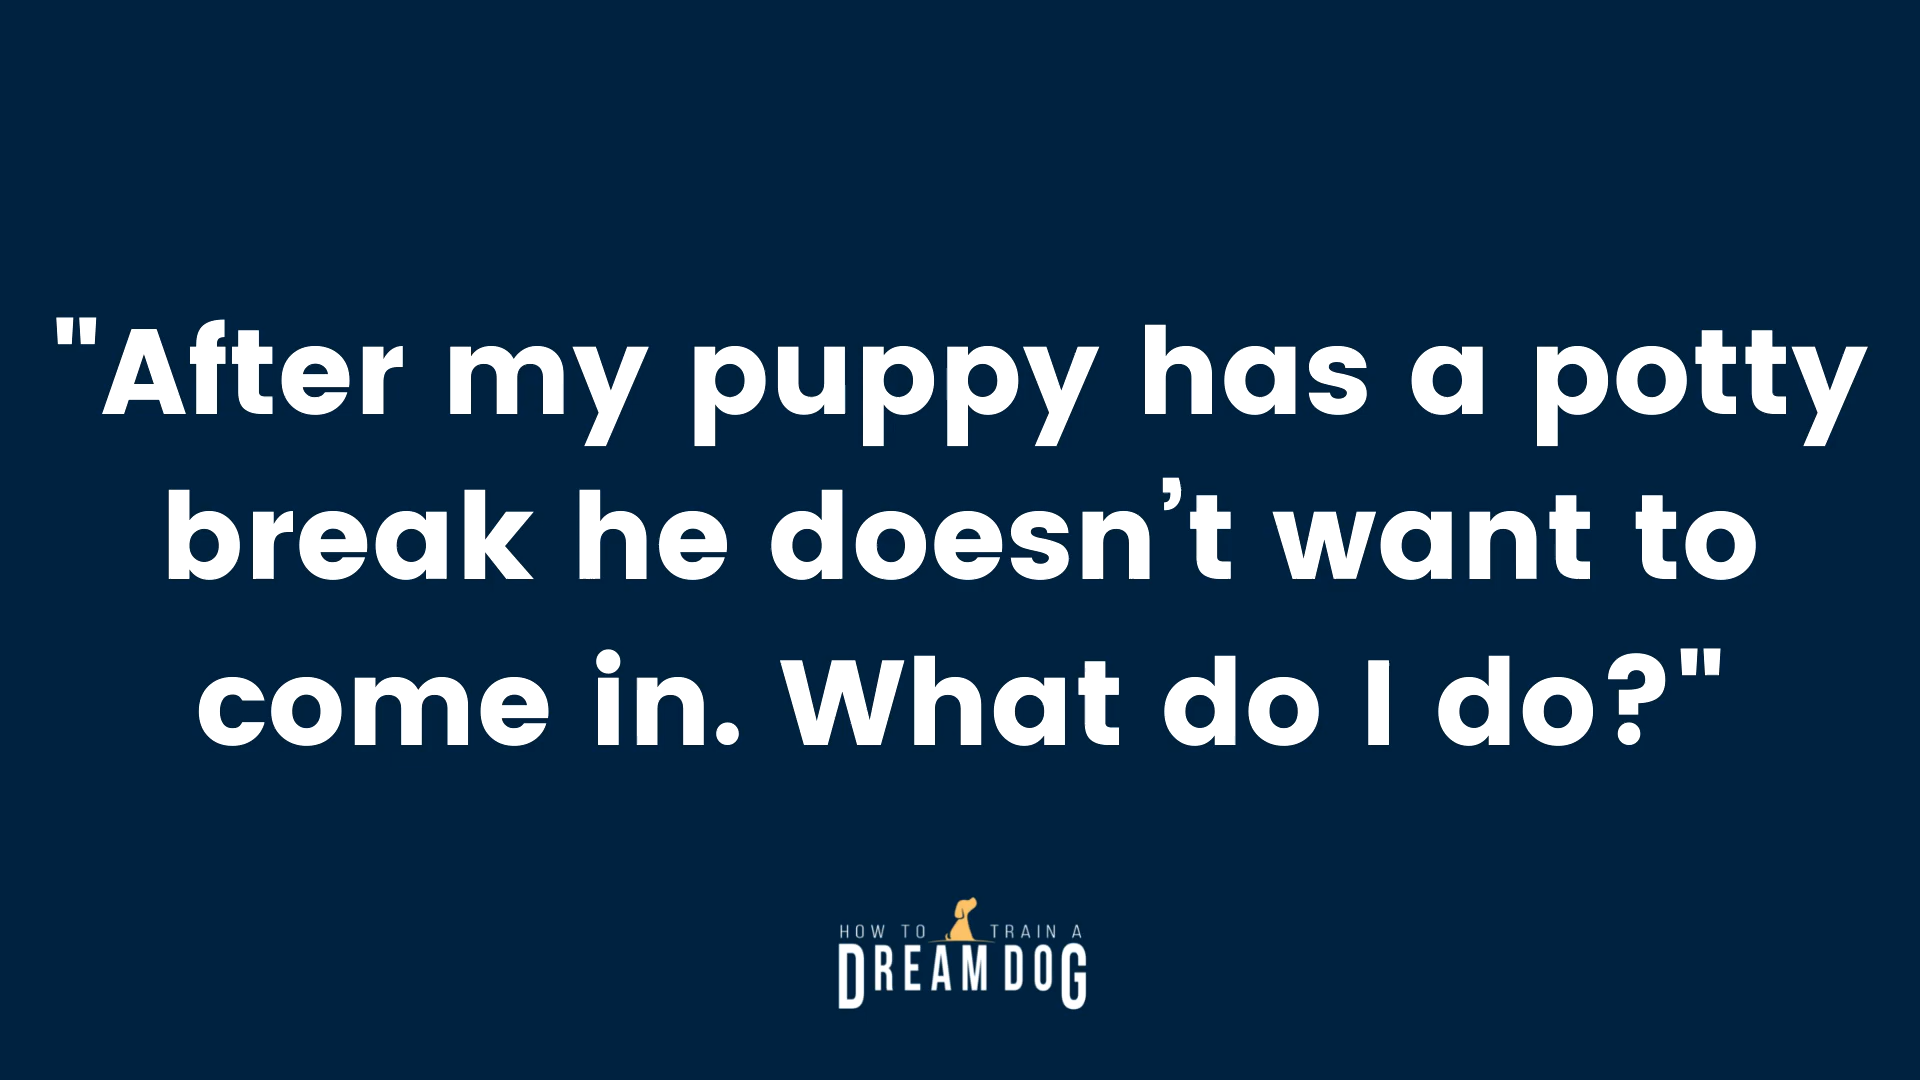 "After my puppy has a potty
break he doesn’t want to
come in. What do I do?"
HOW TO TRAIN A
DREAM DOG